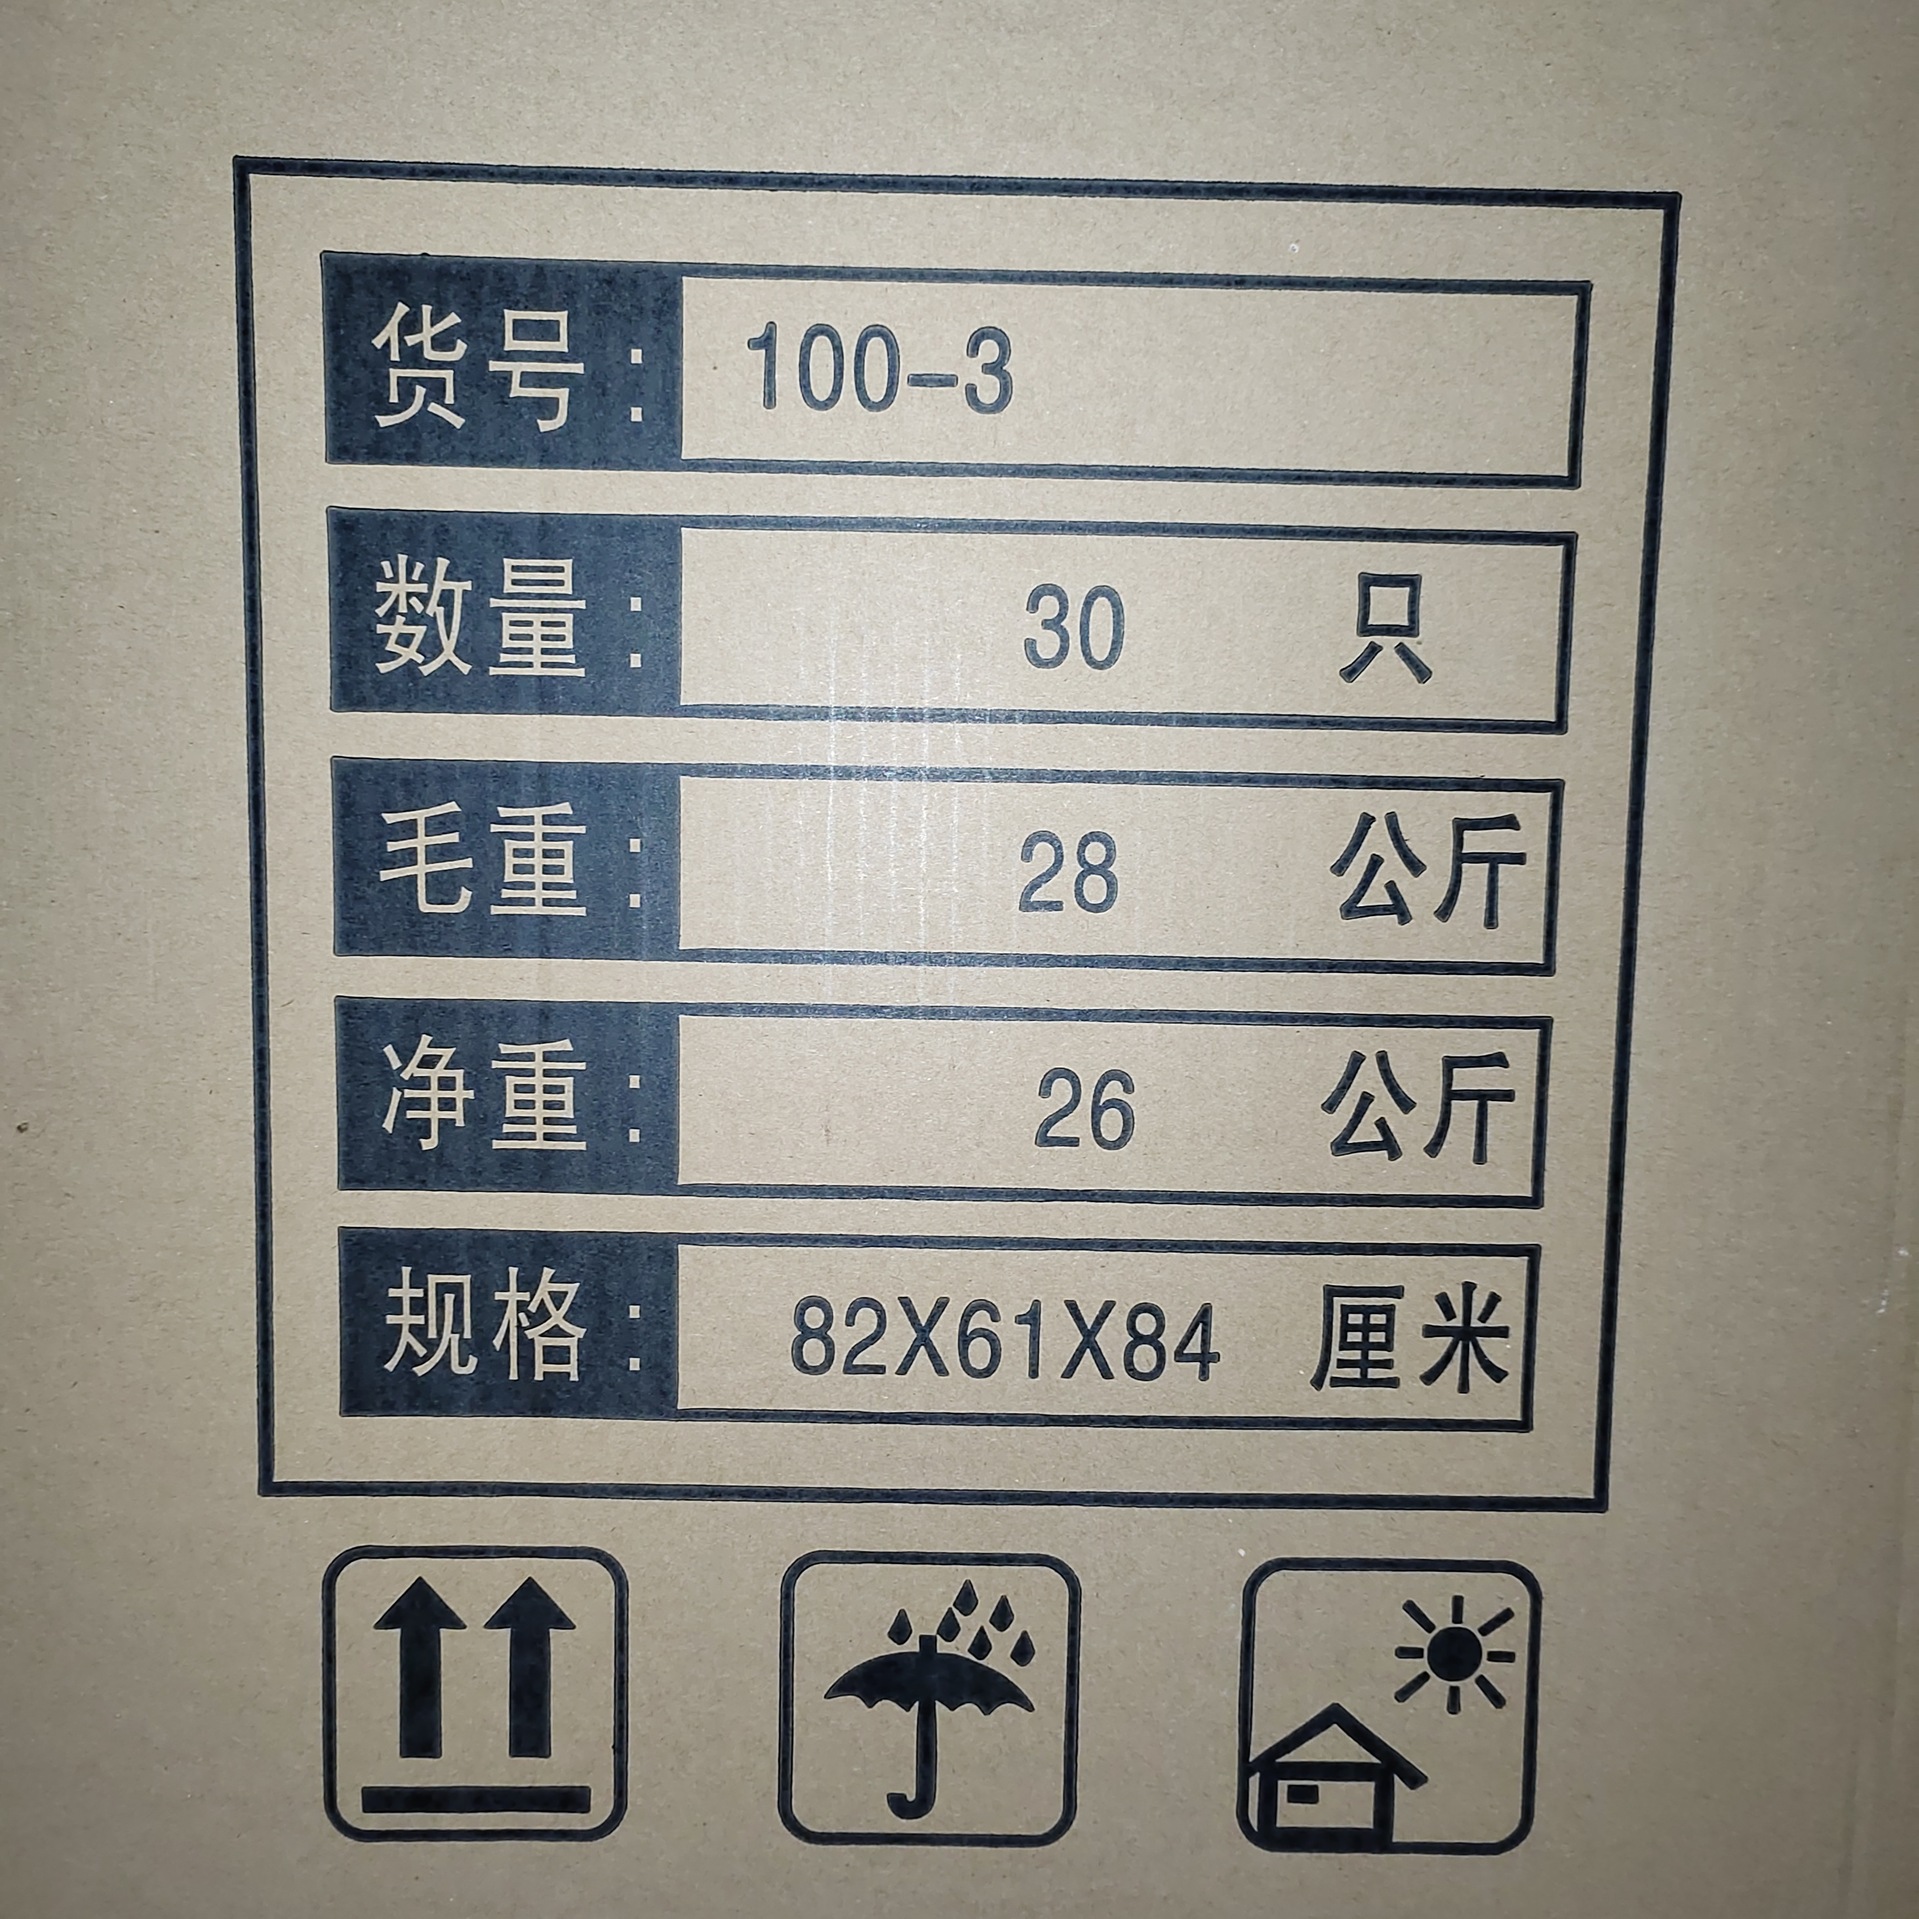 货号: 100-3
数量: 30 只
毛重: 28 公斤
净重: 26 公斤
规格: 82X61X84 厘米